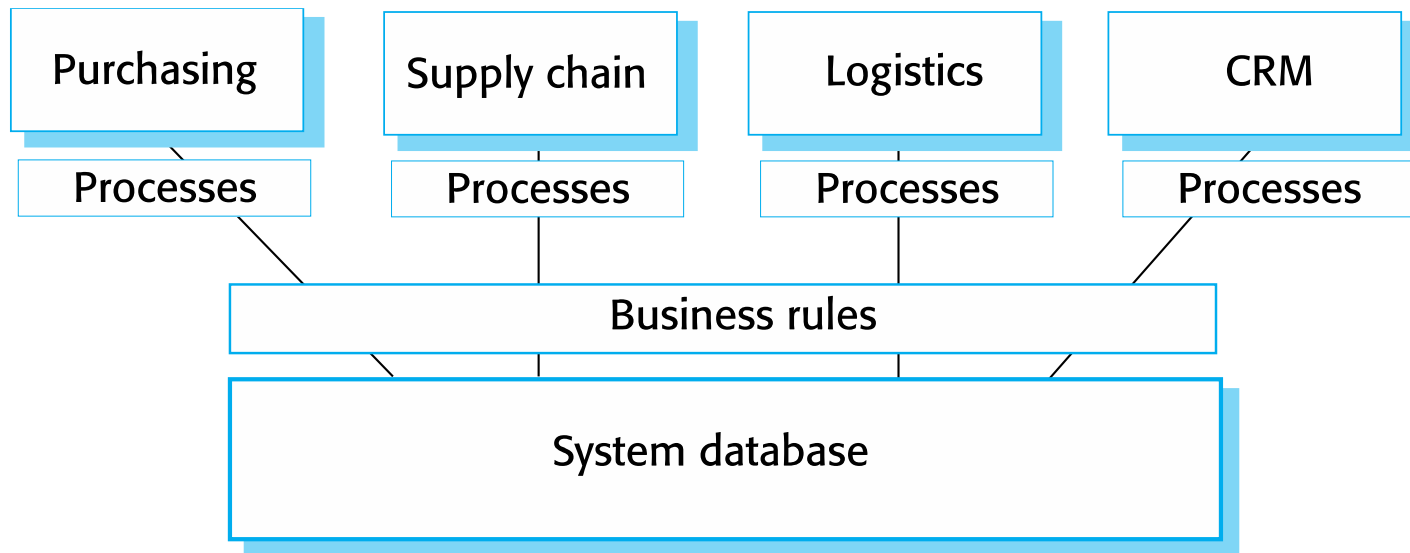 Purchasing
Supply chain
Logistics
CRM
Processes
Processes
Processes
Processes
Business rules
System database